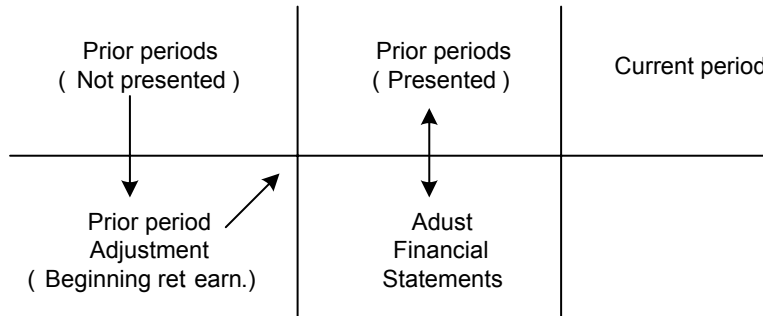 Prior periods
( Not presented )
Prior periods
( Presented )
Current period
Prior period
Adjustment
( Beginning ret earn.)
Adust
Financial
Statements